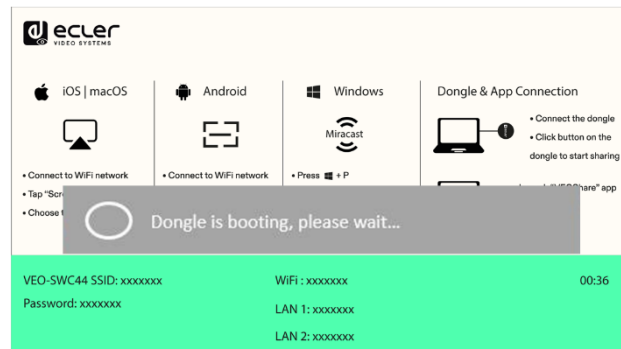 ecler
VIDEO SYSTEMS
iOS | macOS
• Connect to WiFi network
• Tap "Scr
• Choose
Android
• Connect to WiFi network
Windows
Miracast
• Press + P
Dongle & App Connection
• Connect the dongle
• Click button on the
dongle to start sharing
app
Dongle is booting, please wait...
VEO-SWC44 SSID: xxxxxxx
Password: xxxxxxx
WiFi : xxxxxxx
LAN 1: xxxxxxx
LAN 2: xxxxxxx
00:36